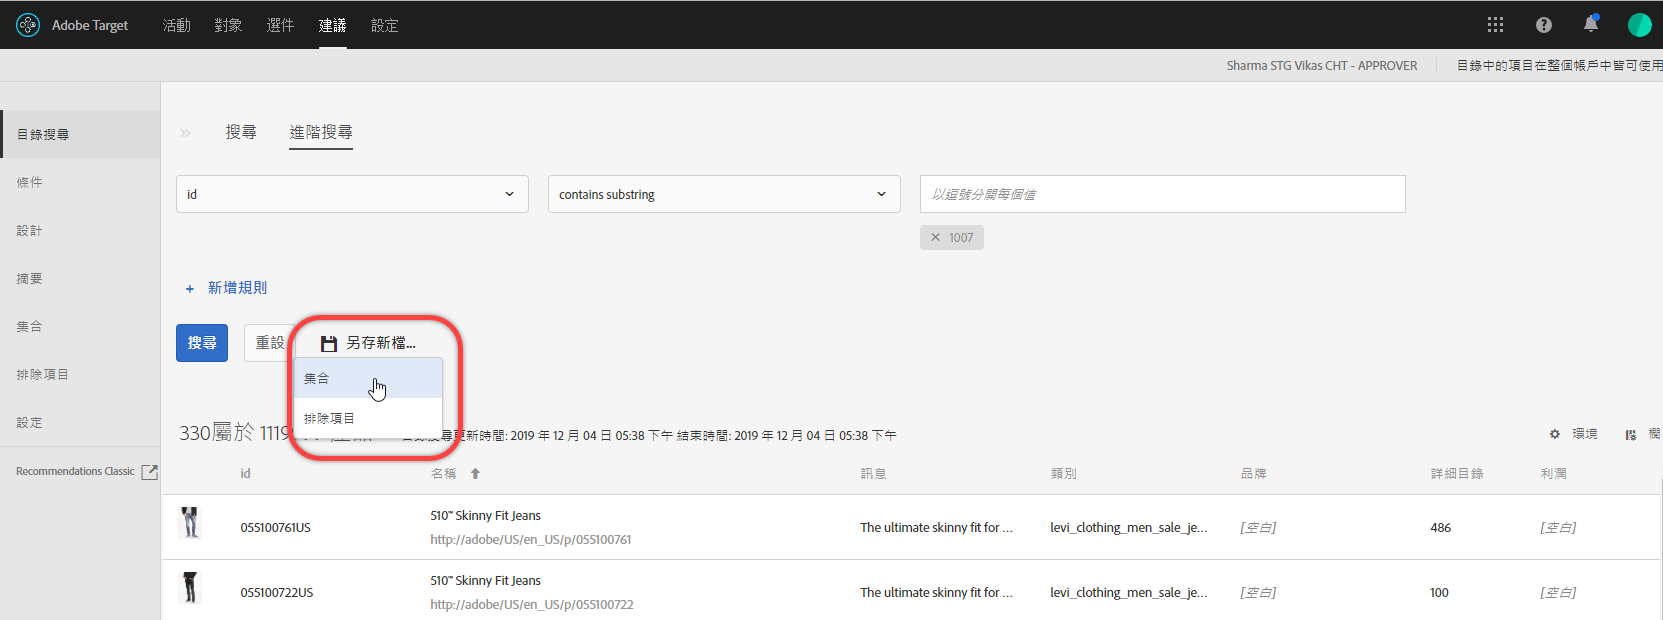 Adobe Target 活動 對象 選件 建議 設定
Sharma STG Vikas CHT - APPROVER 目錄中的項目在整個帳戶中皆可使用
目錄搜尋
條件
設計
摘要
集合
排除項目
設定
Recommendations Classic
搜尋 進階搜尋
id contains substring 以逗號分開每個值
1007
+ 新增規則
搜尋 重設 另存新檔...
集合
排除項目
330屬於 1119 更新時間: 2019 年 12 月 04 日 05:38 下午 結束時間: 2019 年 12 月 04 日 05:38 下午 環境 欄
id 名稱 訊息 類別 品牌 詳細目錄 利潤
055100761US 510™ Skinny Fit Jeans The ultimate skinny fit for ... levi_clothing_men_sale_je... [空白] 486 [空白]
http://adobe/US/en_US/p/055100761
055100722US 510™ Skinny Fit Jeans The ultimate skinny fit for ... levi_clothing_men_sale_je... [空白] 100 [空白]
http://adobe/US/en_US/p/055100722